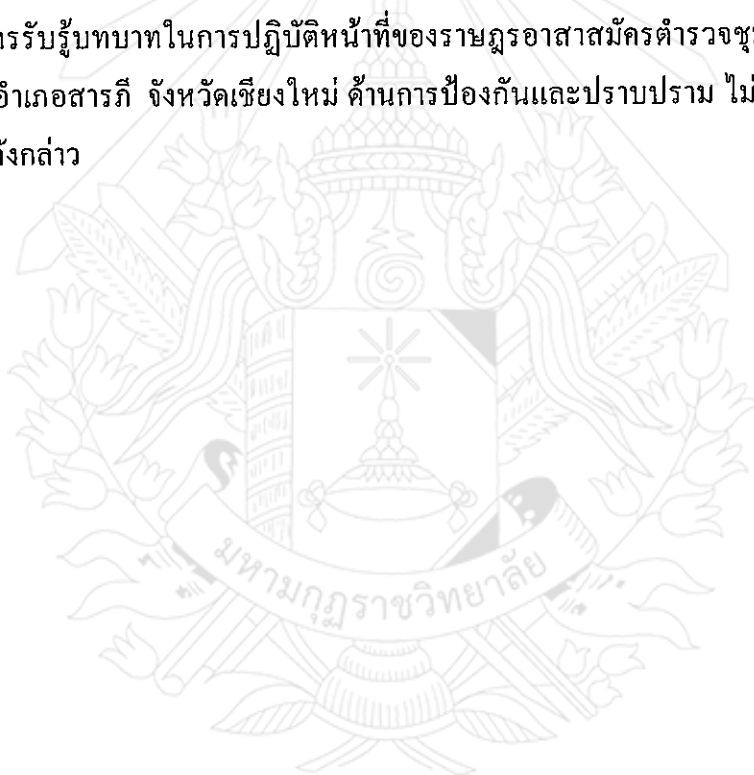 รรับรู้บทบาทในการปฏิบัติหน้าที่ของราษฎรอาสาสมัครตำรวจชุ
อำเภอสารภี จังหวัดเชียงใหม่ ด้านการป้องกันและปราบปราม ไม่
ังกล่าว
มหามกุฏราชวิทยาลัย